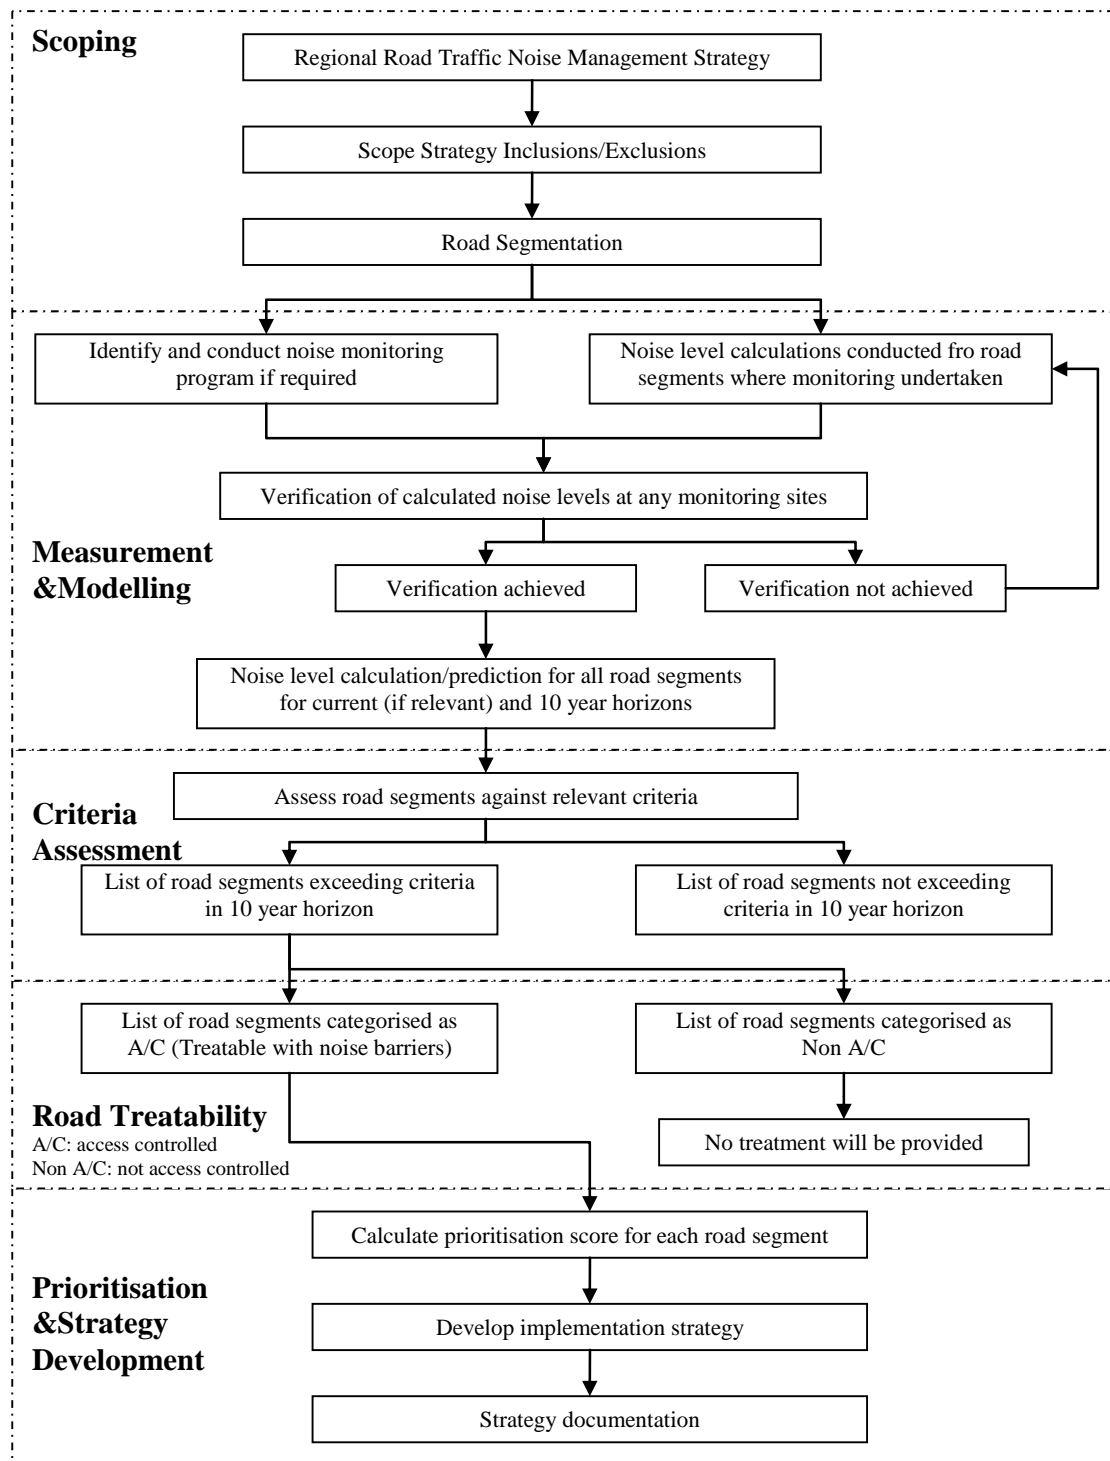 Scoping
Regional Road Traffic Noise Management Strategy
Scope Strategy Inclusions/Exclusions
Road Segmentation
Identify and conduct noise monitoring
program if required
Noise level calculations conducted fro road
segments where monitoring undertaken
Verification of calculated noise levels at any monitoring sites
Measurement
&Modelling
Verification achieved
Verification not achieved
Noise level calculation/prediction for all road segments
for current (if relevant) and 10 year horizons
Criteria
Assessment
Assess road segments against relevant criteria
List of road segments exceeding criteria
in 10 year horizon
List of road segments not exceeding
criteria in 10 year horizon
List of road segments categorised as
A/C (Treatable with noise barriers)
List of road segments categorised as
Non A/C
Road Treatability
A/C: access controlled
Non A/C: not access controlled
No treatment will be provided
Calculate prioritisation score for each road segment
Prioritisation
&Strategy
Development
Develop implementation strategy
Strategy documentation